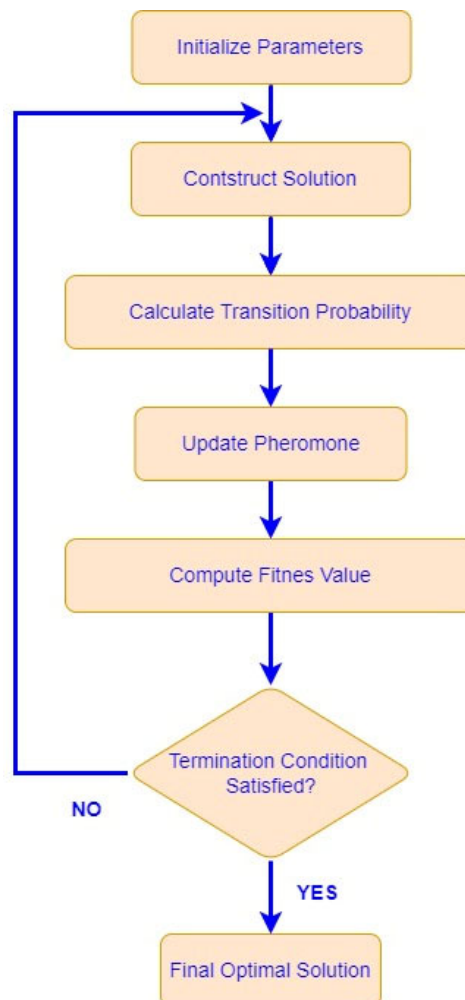 Initialize Parameters
Contstruct Solution
Calculate Transition Probability
Update Pheromone
Compute Fitnes Value
Termination Condition
Satisfied?
NO
YES
Final Optimal Solution